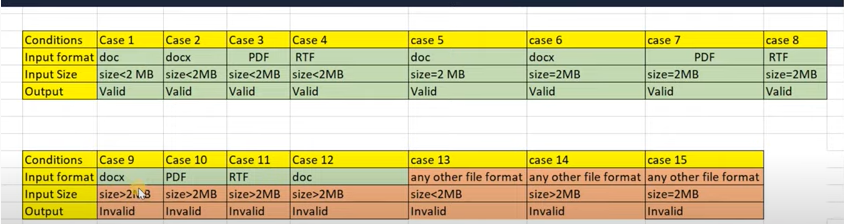 Conditions Case 1 Case 2 Case 3 Case 4 case 5 case 6 case 7 case 8
Input format doc docx PDF RTF doc docx PDF RTF
Input Size size<2 MB size<2MB size<2MB size<2MB size=2 MB size=2MB size=2MB size=2MB
Output Valid Valid Valid Valid Valid Valid Valid Valid
Conditions Case 9 Case 10 Case 11 Case 12 case 13 case 14 case 15
Input format docx PDF RTF doc any other file format any other file format any other file format
Input Size size>2MB size>2MB size>2MB size>2MB size<2MB size>2MB size=2MB
Output Invalid Invalid Invalid Invalid Invalid Invalid Invalid